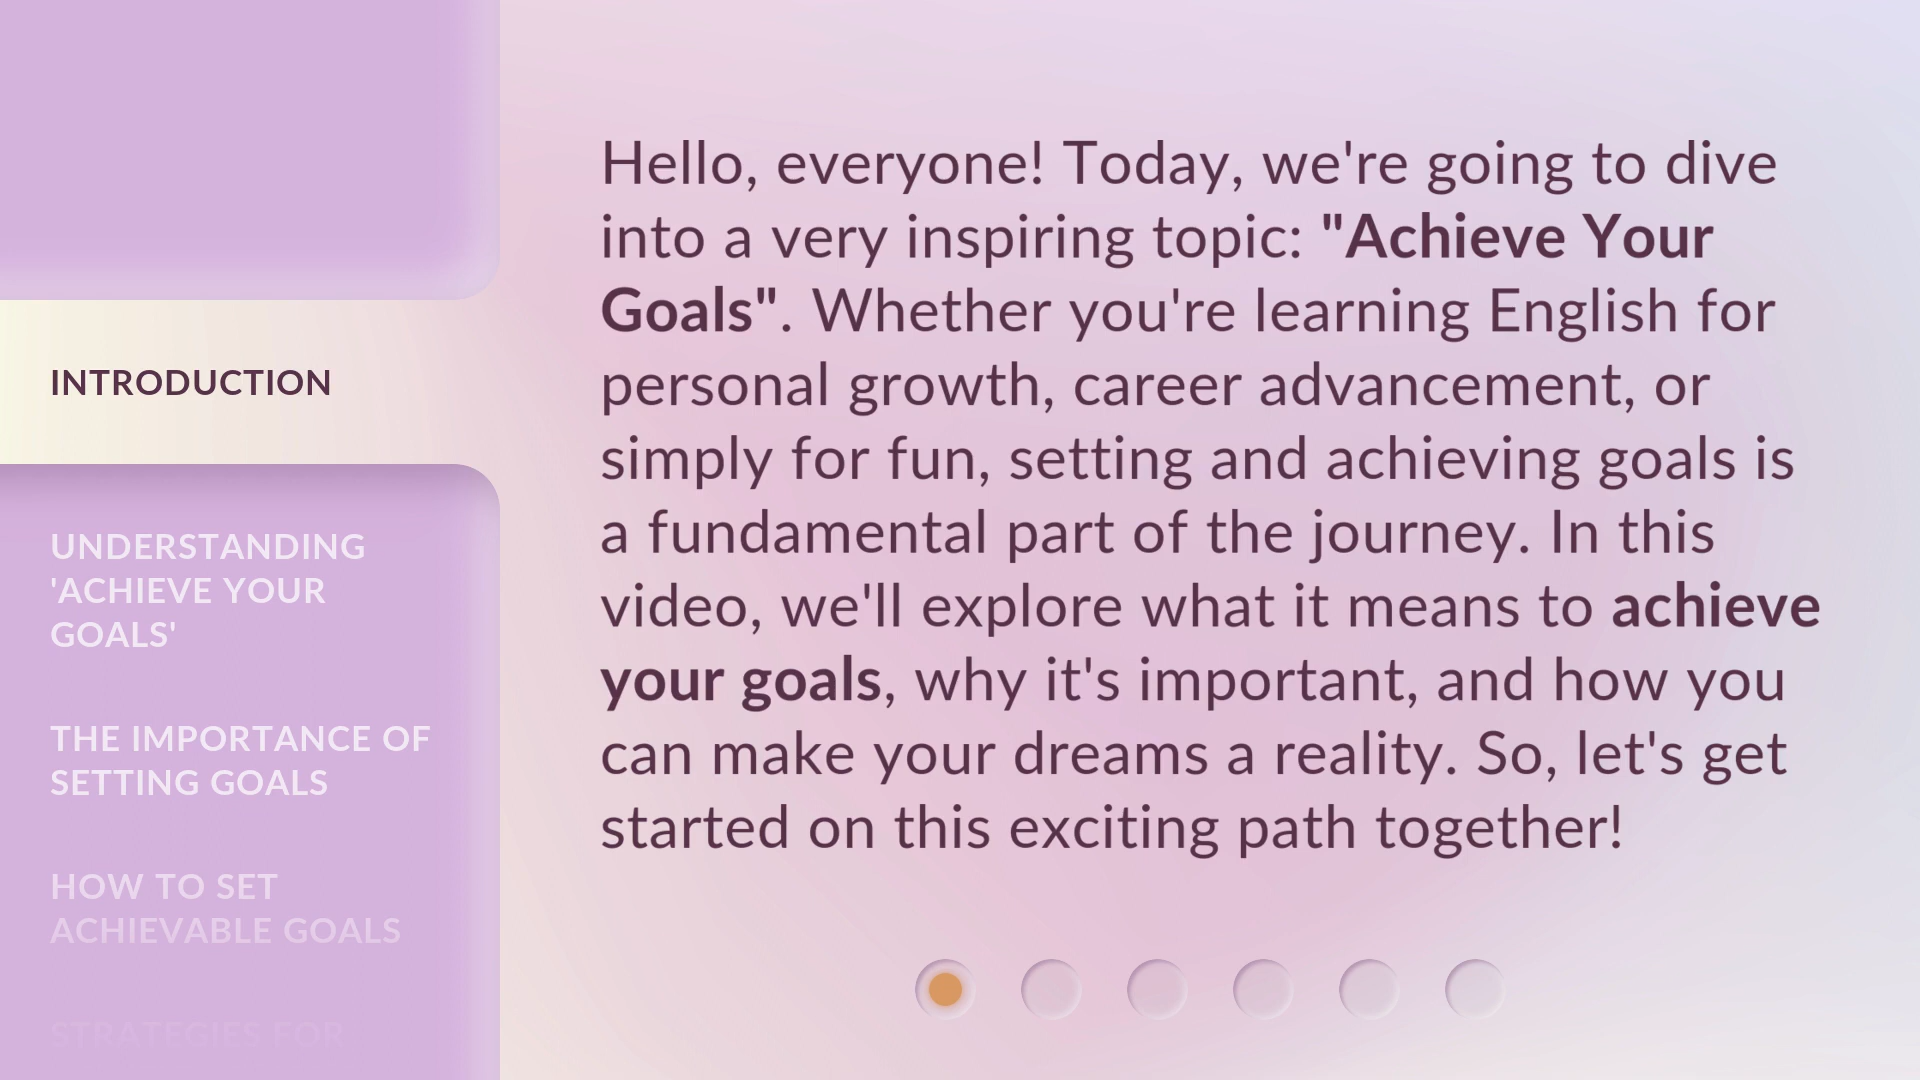 INTRODUCTION
UNDERSTANDING
'ACHIEVE YOUR
GOALS'
THE IMPORTANCE OF
SETTING GOALS
HOW TO SET
ACHIEVABLE GOALS
STRATEGIES FOR
Hello, everyone! Today, we're going to dive
into a very inspiring topic: "Achieve Your
Goals". Whether you're learning English for
personal growth, career advancement, or
simply for fun, setting and achieving goals is
a fundamental part of the journey. In this
video, we'll explore what it means to achieve
your goals, why it's important, and how you
can make your dreams a reality. So, let's get
started on this exciting path together!